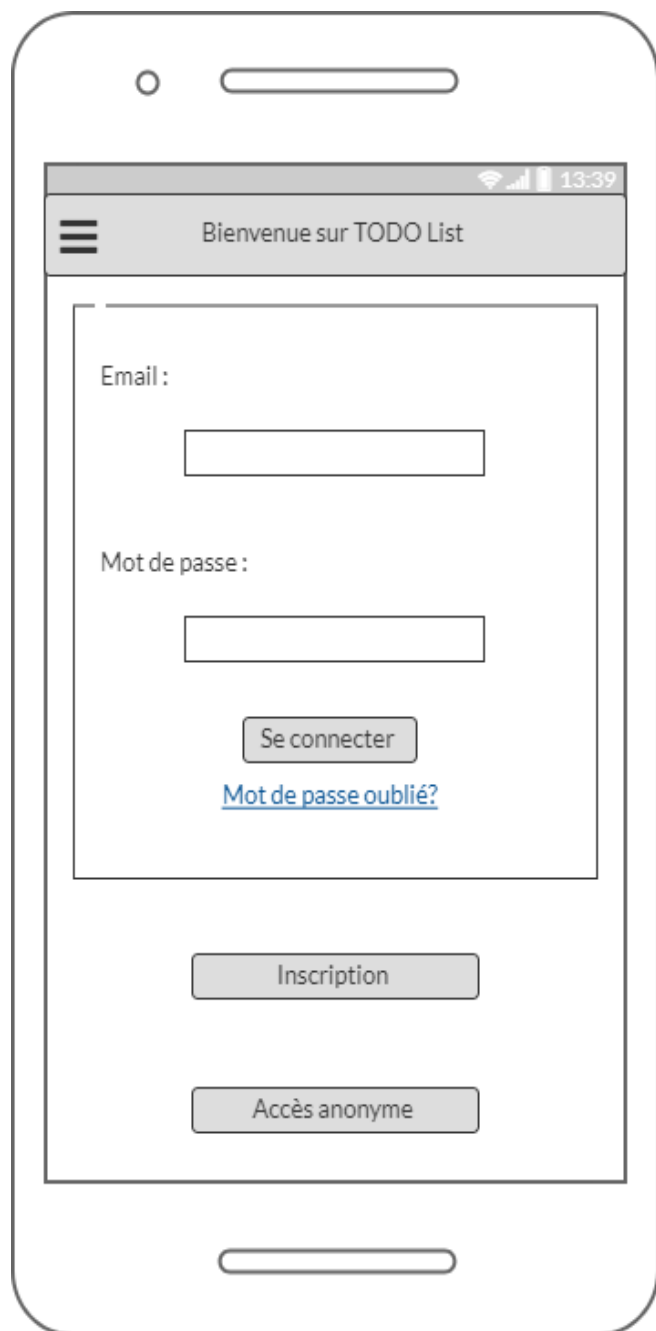 13:39
Bienvenue sur TODO List
Email :
Mot de passe :
Se connecter
Mot de passe oublié?
Inscription
Accès anonyme